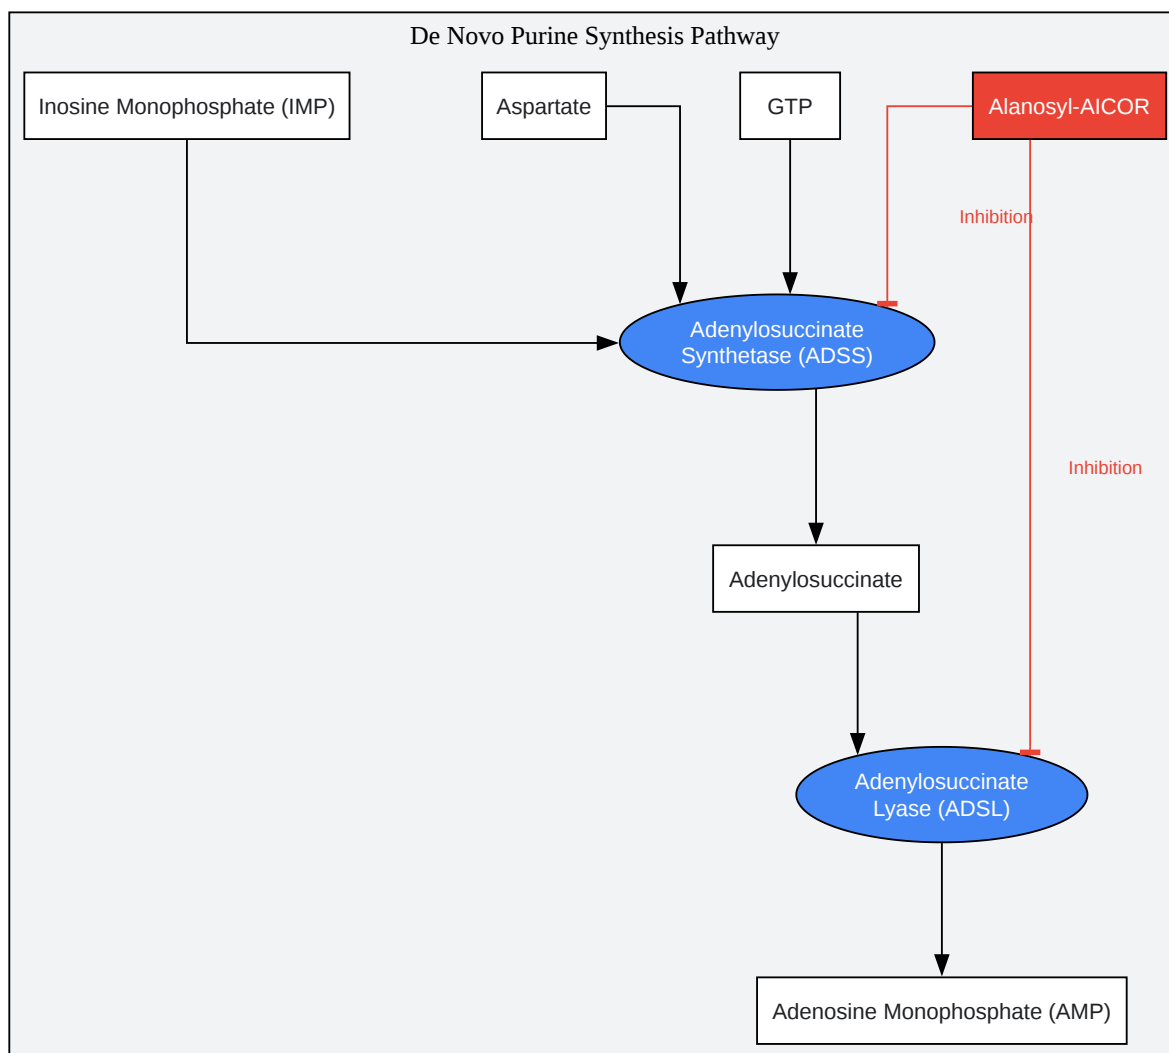 De Novo Purine Synthesis Pathway
Inosine Monophosphate (IMP)
Aspartate
GTP
Alanosyl-AICOR
Inhibition
Adenylosuccinate
Synthetase (ADSS)
Inhibition
Adenylosuccinate
Adenylosuccinate
Lyase (ADSL)
Adenosine Monophosphate (AMP)